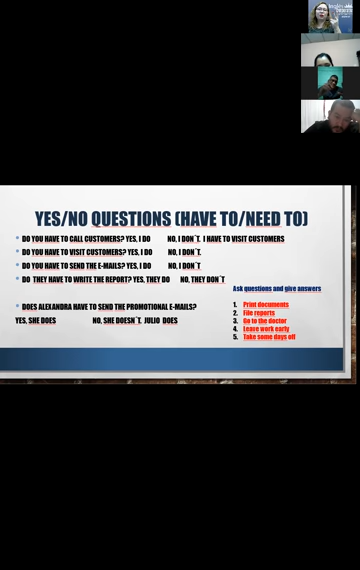 YES/NO QUESTIONS (HAVE TO/NEED TO)
• DO YOU HAVE TO CALL CUSTOMERS? YES, I DO NO, I DON´T. I HAVE TO VISIT CUSTOMERS
• DO YOU HAVE TO VISIT CUSTOMERS? YES, I DO NO, I DON´T.
• DO YOU HAVE TO SEND THE E-MAILS? YES, I DO NO, I DON´T
• DO THEY HAVE TO WRITE THE REPORT? YES, THEY DO NO, THEY DON´T
Ask questions and give answers
• DOES ALEXANDRA HAVE TO SEND THE PROMOTIONAL E-MAILS?
YES, SHE DOES NO, SHE DOESN´T. JULIO DOES
1. Print documents
2. File reports
3. Go to the doctor
4. Leave work early
5. Take some days off